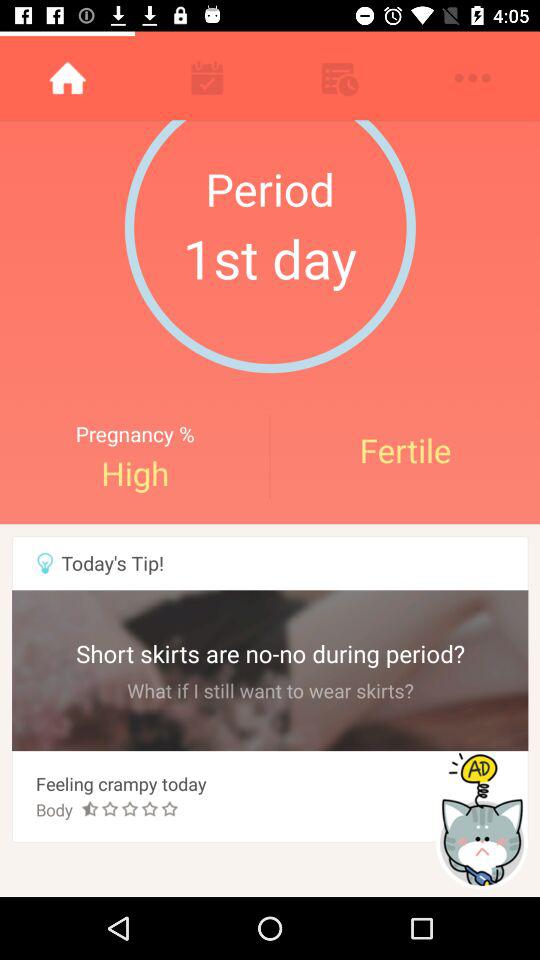 4:05
Period
1st day
Pregnancy %
High
Fertile
Today's Tip!
Short skirts are no-no during period?
What if I still want to wear skirts?
Feeling crampy today
Body
AD